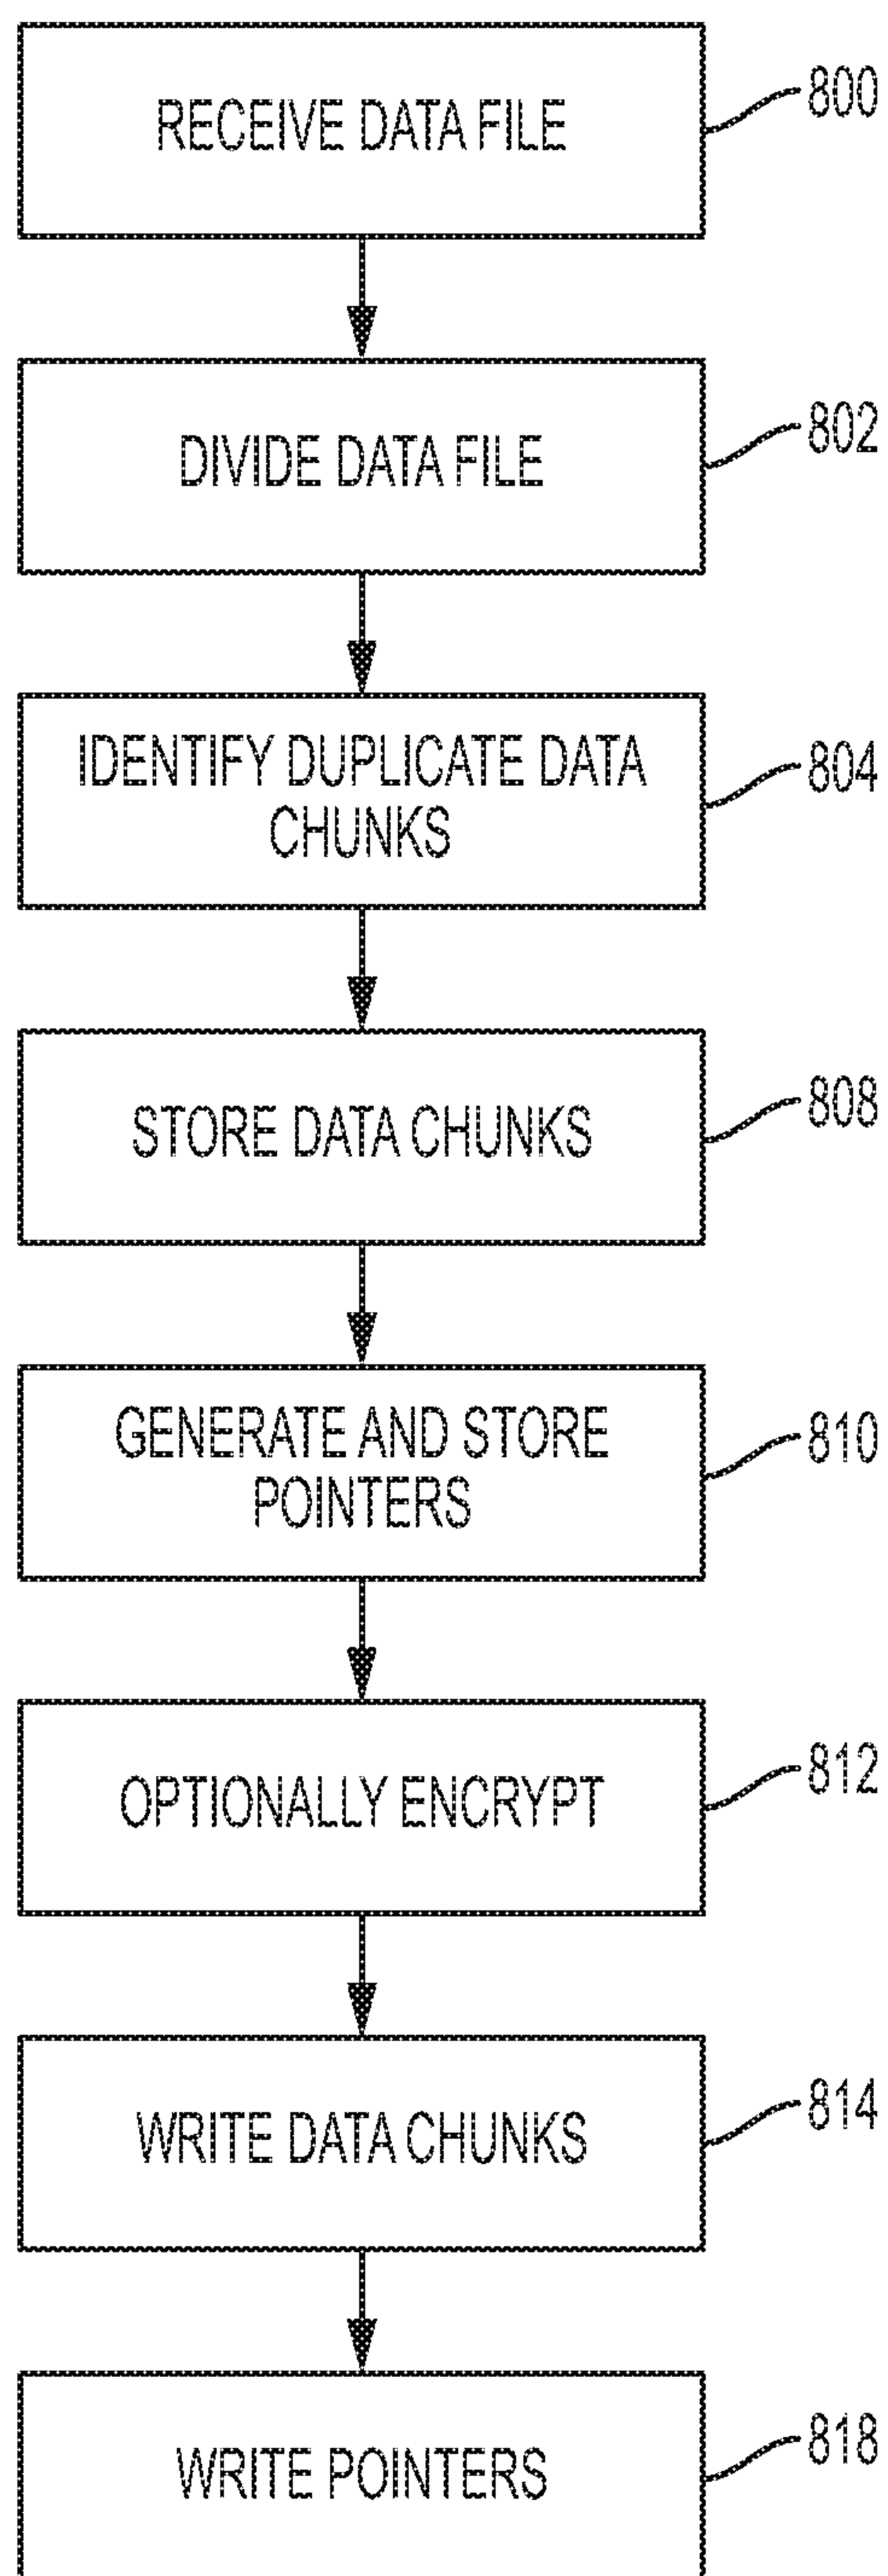 RECEIVE DATA FILE
800
DIVIDE DATA FILE
802
IDENTIFY DUPLICATE DATA
CHUNKS
804
STORE DATA CHUNKS
808
GENERATE AND STORE
POINTERS
810
OPTIONALLY ENCRYPT
812
WRITE DATA CHUNKS
814
WRITE POINTERS
818